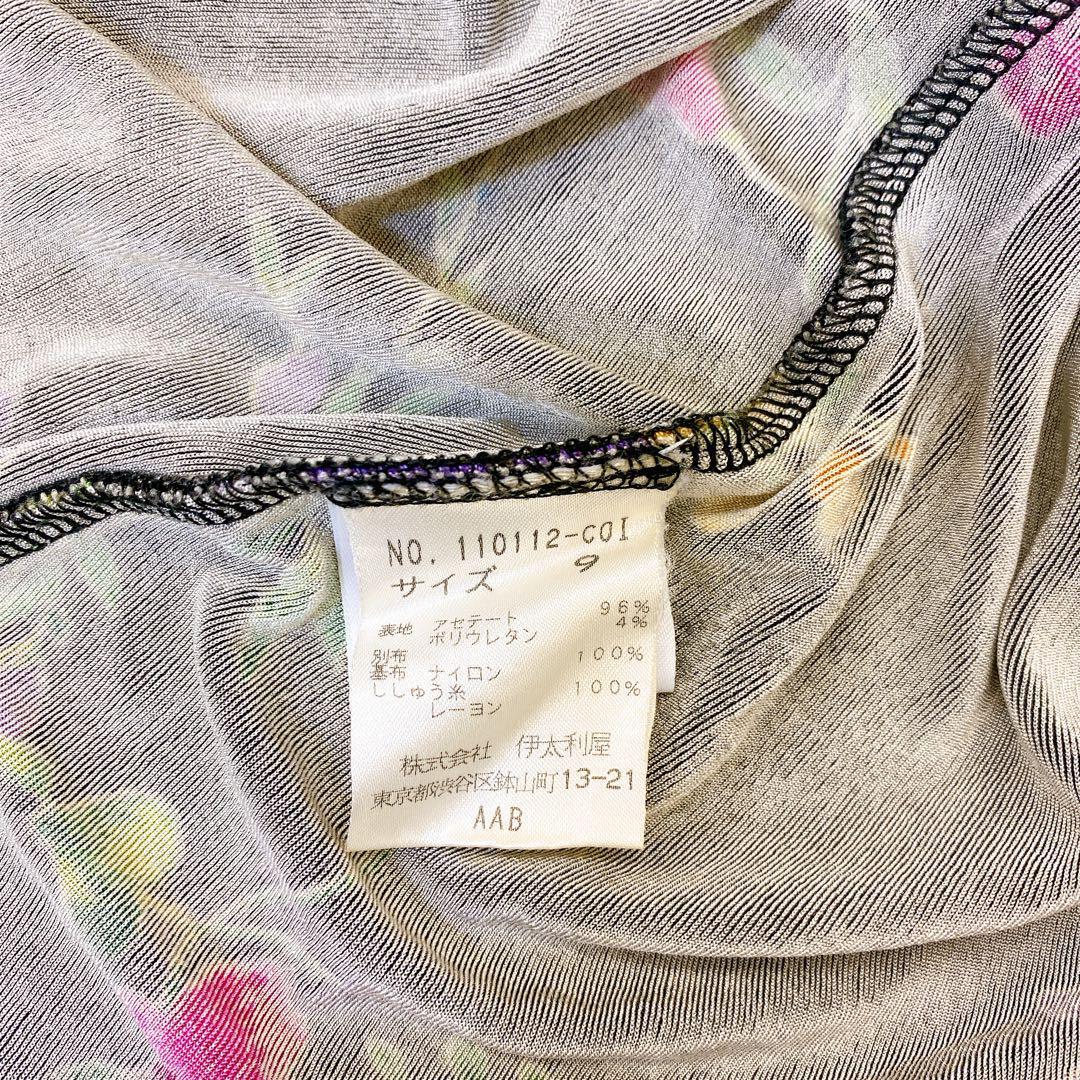 NO. 110112-C01
サイズ 9
表地 アセテート 96%
ポリウレタン 4%
別布
基布 ナイロン 100%
ししゅう糸
レーヨン 100%
株式会社 伊太利屋
東京都渋谷区鉢山町13-21
AAB